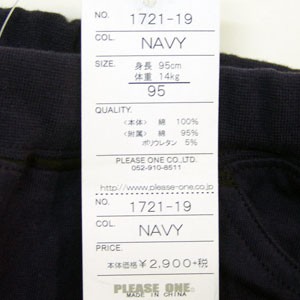 NO. 1721-19
COL. NAVY
SIZE. 身長 95cm
体重 14kg
95
QUALITY.
<本体> 綿 100%
<附属> 綿 95%
ポリウレタン 5%
PLEASE ONE CO.,LTD.
052-910-8511
http://www.please-one.co.jp
NO. 1721-19
COL. NAVY
PRICE.
本体価格 ¥2,900+税
PLEASE ONE.
MADE IN CHINA